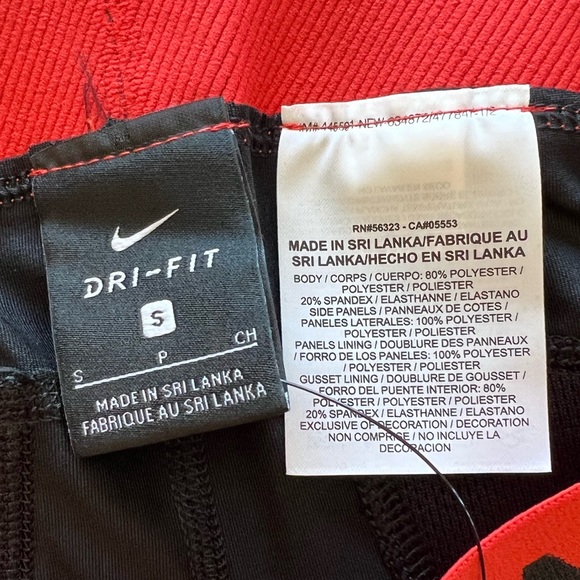 DRI-FIT
S
S P CH
MADE IN SRI LANKA
FABRIQUE AU SRI LANKA
RN#56323 - CA#05553
MADE IN SRI LANKA/FABRIQUE AU
SRI LANKA/HECHO EN SRI LANKA
BODY / CORPS / CUERPO: 80% POLYESTER
/ POLYESTER / POLIESTER
20% SPANDEX / ELASTHANNE / ELASTANO
SIDE PANELS / PANNEAUX DE COTES /
PANELES LATERALES: 100% POLYESTER /
POLYESTER / POLIESTER
PANELS LINING / DOUBLURE DES PANNEAUX
/ FORRO DE LOS PANELES: 100% POLYESTER
/ POLYESTER / POLIESTER
GUSSET LINING / DOUBLURE DE GOUSSET /
FORRO DEL PUENTE INTERIOR: 80%
POLYESTER / POLYESTER / POLIESTER
20% SPANDEX / ELASTHANNE / ELASTANO
EXCLUSIVE OF DECORATION / DECORATION
NON COMPRISE / NO INCLUYE LA
DECORACION